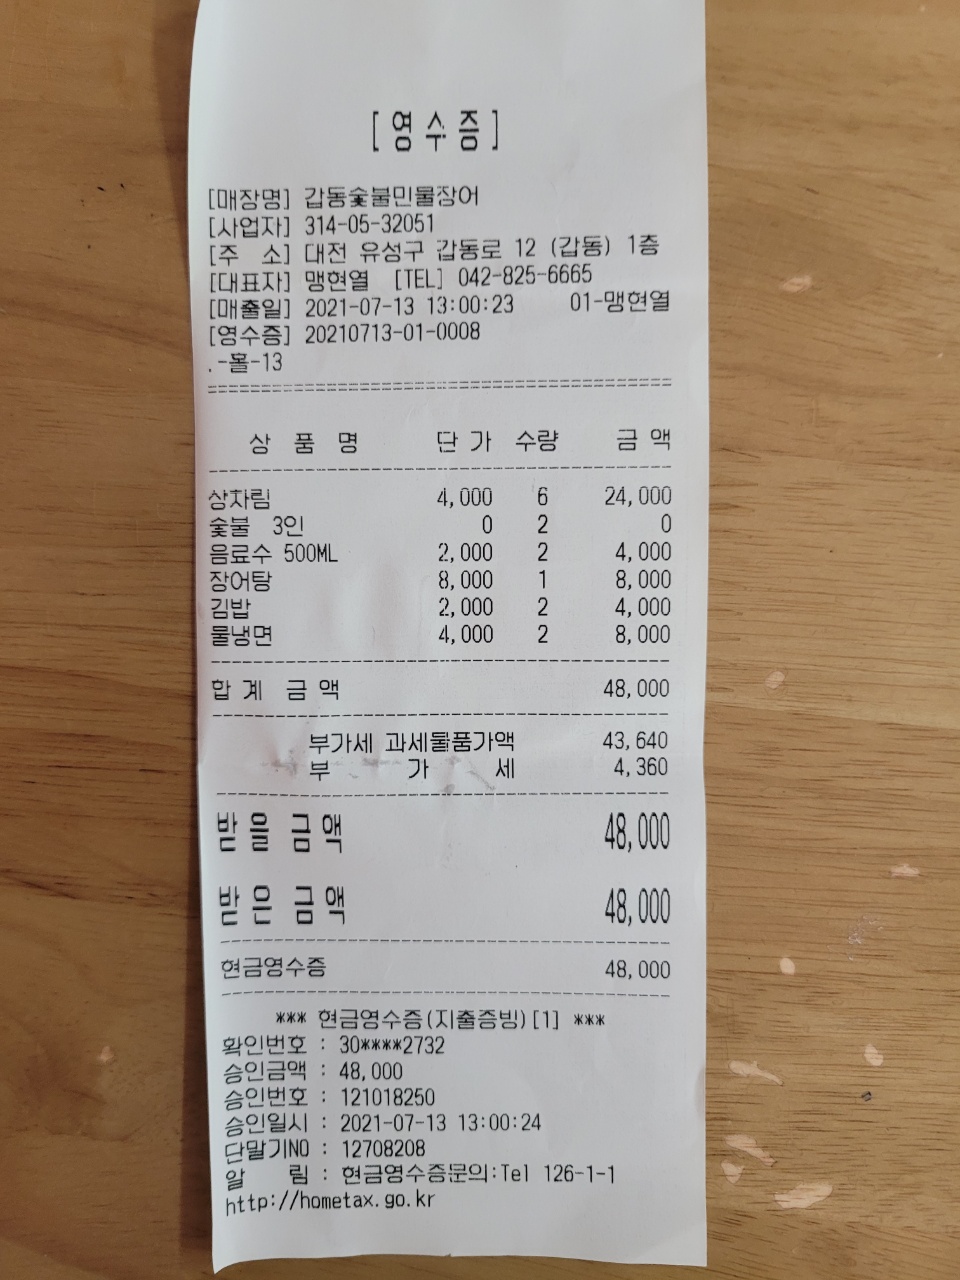 [영수증]
[매장명] 갑동숯불민물장어
[사업자] 314-05-32051
[주 소] 대전 유성구 갑동로 12 (갑동) 1층
[대표자] 맹현열 [TEL] 042-825-6665
[매출일] 2021-07-13 13:00:23 01-맹현열
[영수증] 20210713-01-0008
.-홀-13
상 품 명 단 가 수량 금 액
상차림 4,000 6 24,000
숯불 3인 0 2 0
음료수 500ML 2,000 2 4,000
장어탕 8,000 1 8,000
김밥 2,000 2 4,000
물냉면 4,000 2 8,000
합 계 금 액 48,000
부가세 과세물품가액 43,640
부 가 세 4,360
받 을 금 액 48,000
받 은 금 액 48,000
현금영수증 48,000
*** 현금영수증(지출증빙)[1] ***
확인번호 : 30****2732
승인금액 : 48,000
승인번호 : 121018250
승인일시 : 2021-07-13 13:00:24
단말기NO : 12708208
알 림 : 현금영수증문의:Tel 126-1-1
http://hometax.go.kr